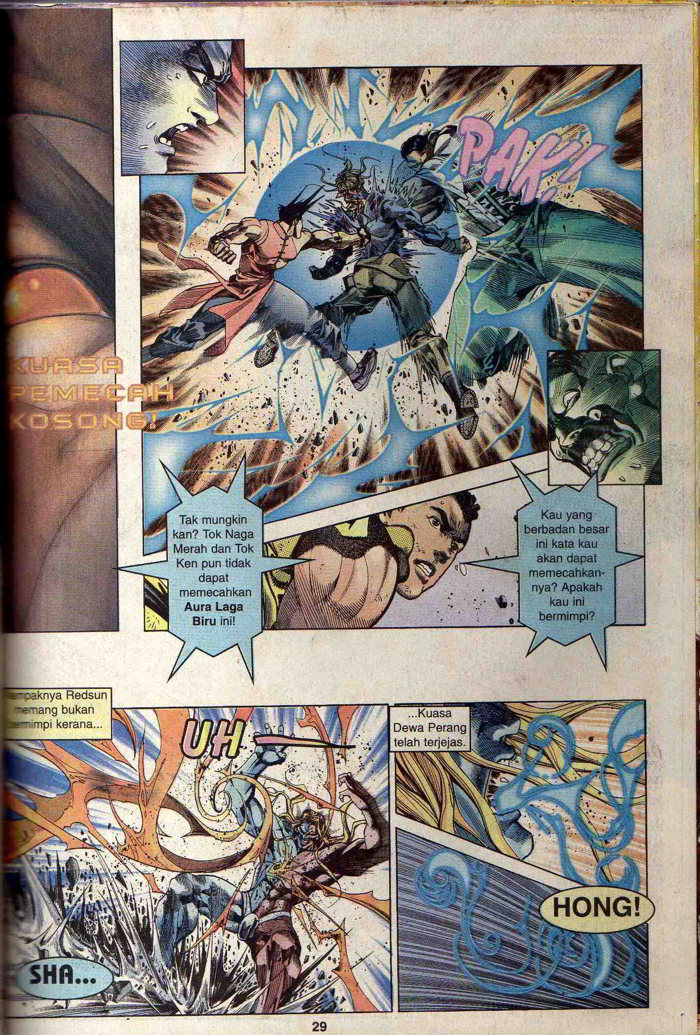 PAK!
KUASA
PEMECAH
KOSONG!
Tak mungkin
kan? Tok Naga
Merah dan Tok
Ken pun tidak
dapat
memecahkan
Aura Laga
Biru ini!
Kau yang
berbadan besar
ini kata kau
akan dapat
memecahkan-
nya? Apakah
kau ini
bermimpi?
Redsun
memang bukan
bermimpi kerana...
UH
...Kuasa
Dewa Perang
telah terjejas.
HONG!
SHA...
29